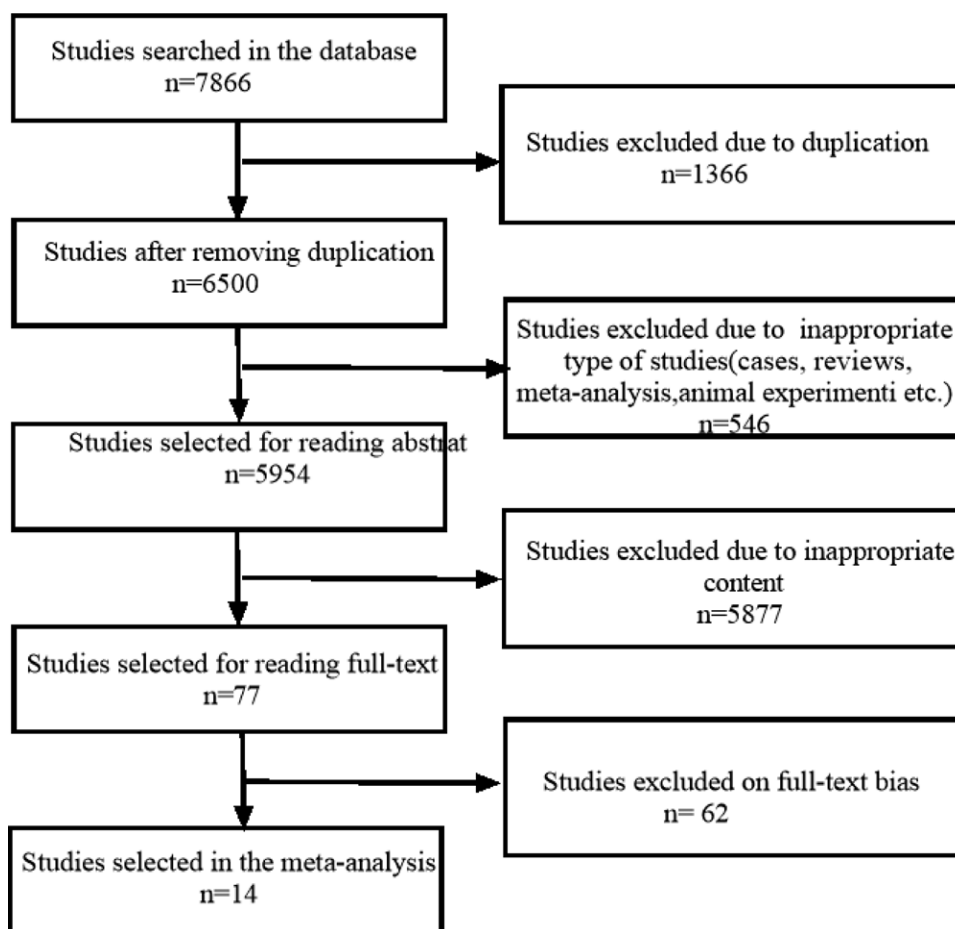 Studies searched in the database
n=7866
Studies excluded due to duplication
n=1366
Studies after removing duplication
n=6500
Studies excluded due to inappropriate
type of studies(cases, reviews,
meta-analysis,animal experimenti etc.)
n=546
Studies selected for reading abstrat
n=5954
Studies excluded due to inappropriate
content
n=5877
Studies selected for reading full-text
n=77
Studies excluded on full-text bias
n= 62
Studies selected in the meta-analysis
n=14